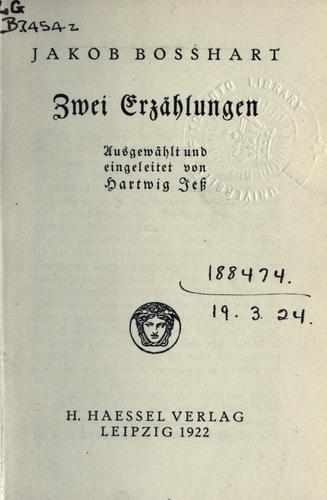 LG
B7454z
JAKOB BOSSHART
Zwei Erzählungen
Ausgewählt und
eingeleitet von
Hartwig Jeß
188474.
19. 3. 24.
H. HAESSEL VERLAG
LEIPZIG 1922